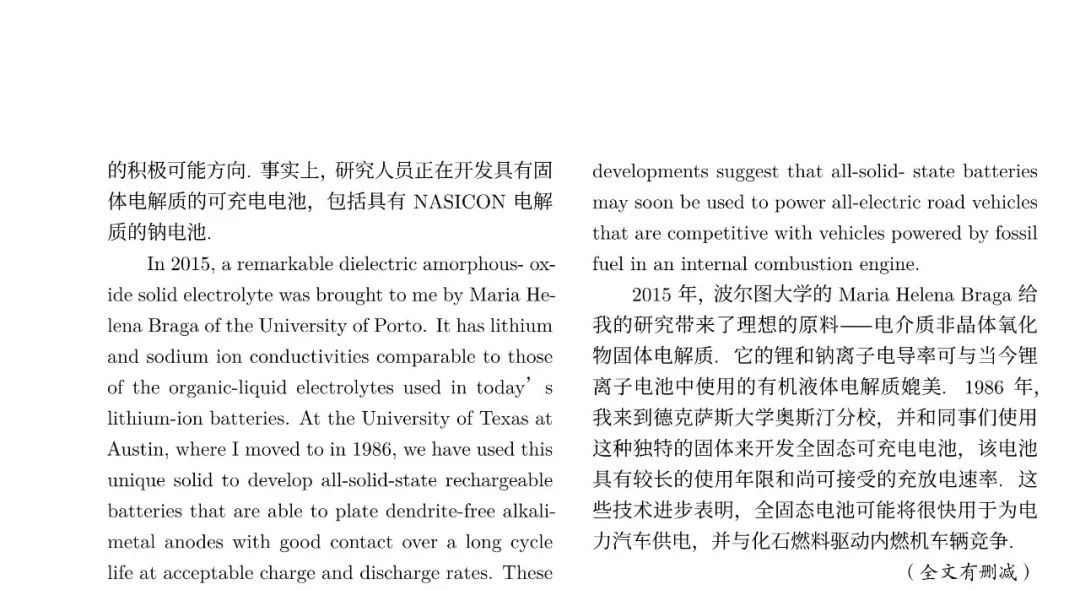 的积极可能方向. 事实上, 研究人员正在开发具有固
体电解质的可充电电池, 包括具有 NASICON 电解
质的钠电池.
In 2015, a remarkable dielectric amorphous- ox-
ide solid electrolyte was brought to me by Maria He-
lena Braga of the University of Porto. It has lithium
and sodium ion conductivities comparable to those
of the organic-liquid electrolytes used in today’s
lithium-ion batteries. At the University of Texas at
Austin, where I moved to in 1986, we have used this
unique solid to develop all-solid-state rechargeable
batteries that are able to plate dendrite-free alkali-
metal anodes with good contact over a long cycle
life at acceptable charge and discharge rates. These
developments suggest that all-solid- state batteries
may soon be used to power all-electric road vehicles
that are competitive with vehicles powered by fossil
fuel in an internal combustion engine.
2015 年, 波尔图大学的 Maria Helena Braga 给
我的研究带来了理想的原料——电介质非晶体氧化
物固体电解质. 它的锂和钠离子电导率可与当今锂
离子电池中使用的有机液体电解质媲美. 1986 年,
我来到德克萨斯大学奥斯汀分校, 并和同事们使用
这种独特的固体来开发全固态可充电电池, 该电池
具有较长的使用年限和尚可接受的充放电速率. 这
些技术进步表明, 全固态电池可能将很快用于为电
力汽车供电, 并与化石燃料驱动内燃机车辆竞争.
(全文有删减)